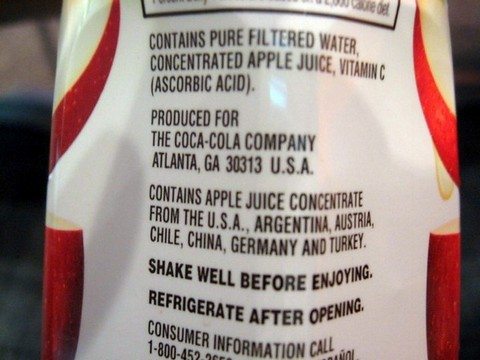 CONTAINS PURE FILTERED WATER,
CONCENTRATED APPLE JUICE, VITAMIN C
(ASCORBIC ACID).
PRODUCED FOR
THE COCA-COLA COMPANY
ATLANTA, GA 30313 U.S.A.
CONTAINS APPLE JUICE CONCENTRATE
FROM THE U.S.A., ARGENTINA, AUSTRIA,
CHILE, CHINA, GERMANY AND TURKEY.
SHAKE WELL BEFORE ENJOYING.
REFRIGERATE AFTER OPENING.
CONSUMER INFORMATION CALL